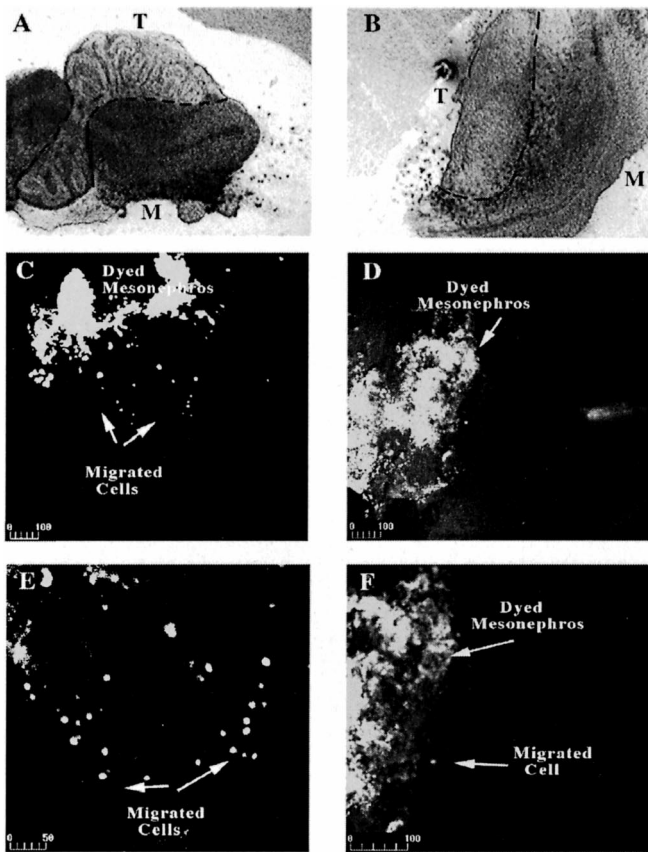 A
T
M
B
T
M
C
Dyed
Mesonephros
Migrated
Cells
0 100
D
Dyed
Mesonephros
0 100
E
Migrated
Cells
0 50
F
Dyed
Mesonephros
Migrated
Cell
0 100